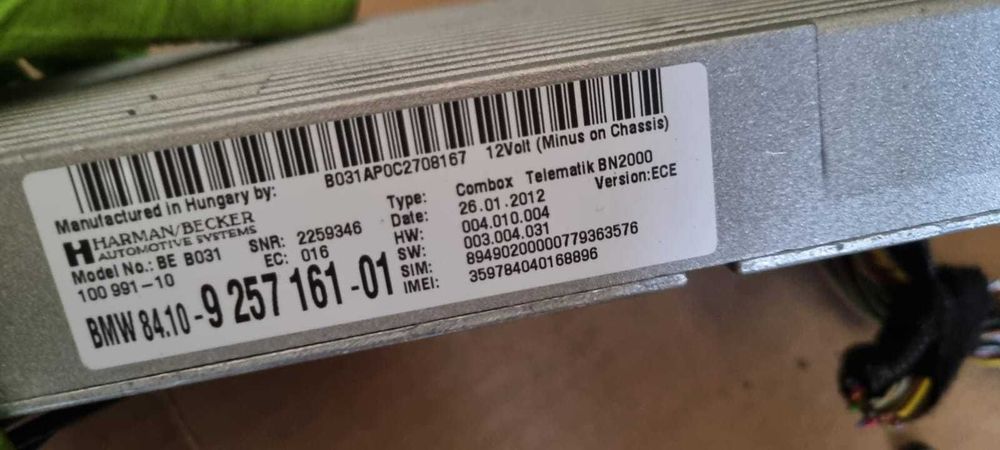 B031AP0C2708167 12Volt (Minus on Chassis)
Manufactured in Hungary by:
HARMAN/BECKER
AUTOMOTIVE SYSTEMS
Model No.: BE B031
100 991-10
SNR: 2259346
EC: 016
Type: Combox Telematik BN2000
Date: 26.01.2012 Version:ECE
HW: 004.010.004
SW: 003.004.031
SIM: 89490200000779363576
IMEI: 359784040168896
BMW 84.10-9 257 161-01